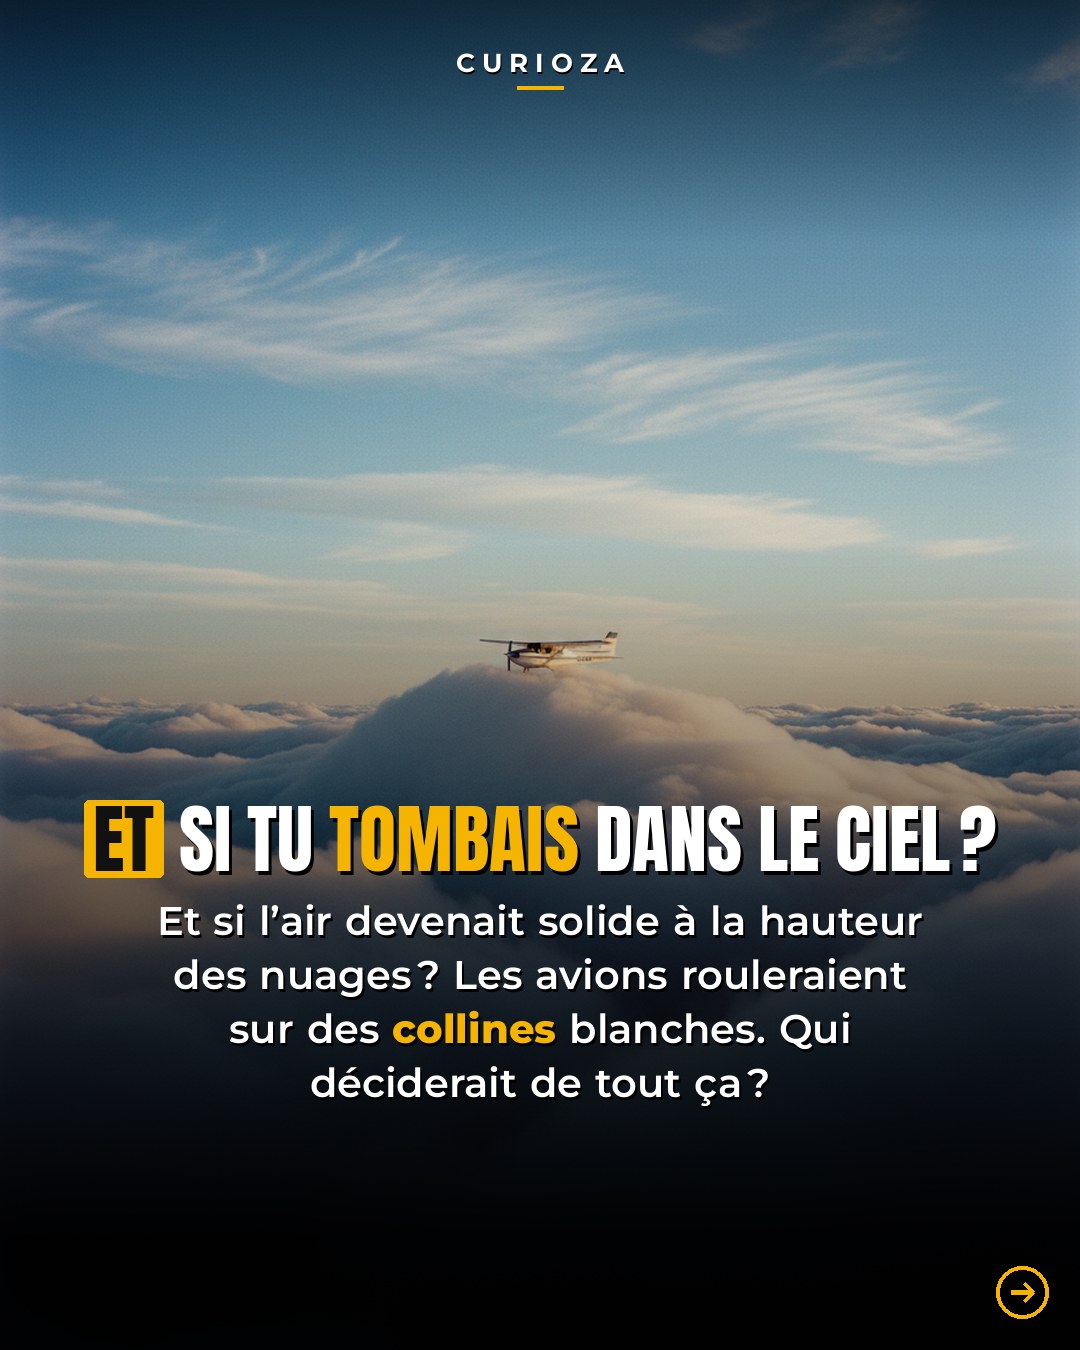 CURIOZA
ET SI TU TOMBAIS DANS LE CIEL ?
Et si l’air devenait solide à la hauteur
des nuages ? Les avions rouleraient
sur des collines blanches. Qui
déciderait de tout ça ?